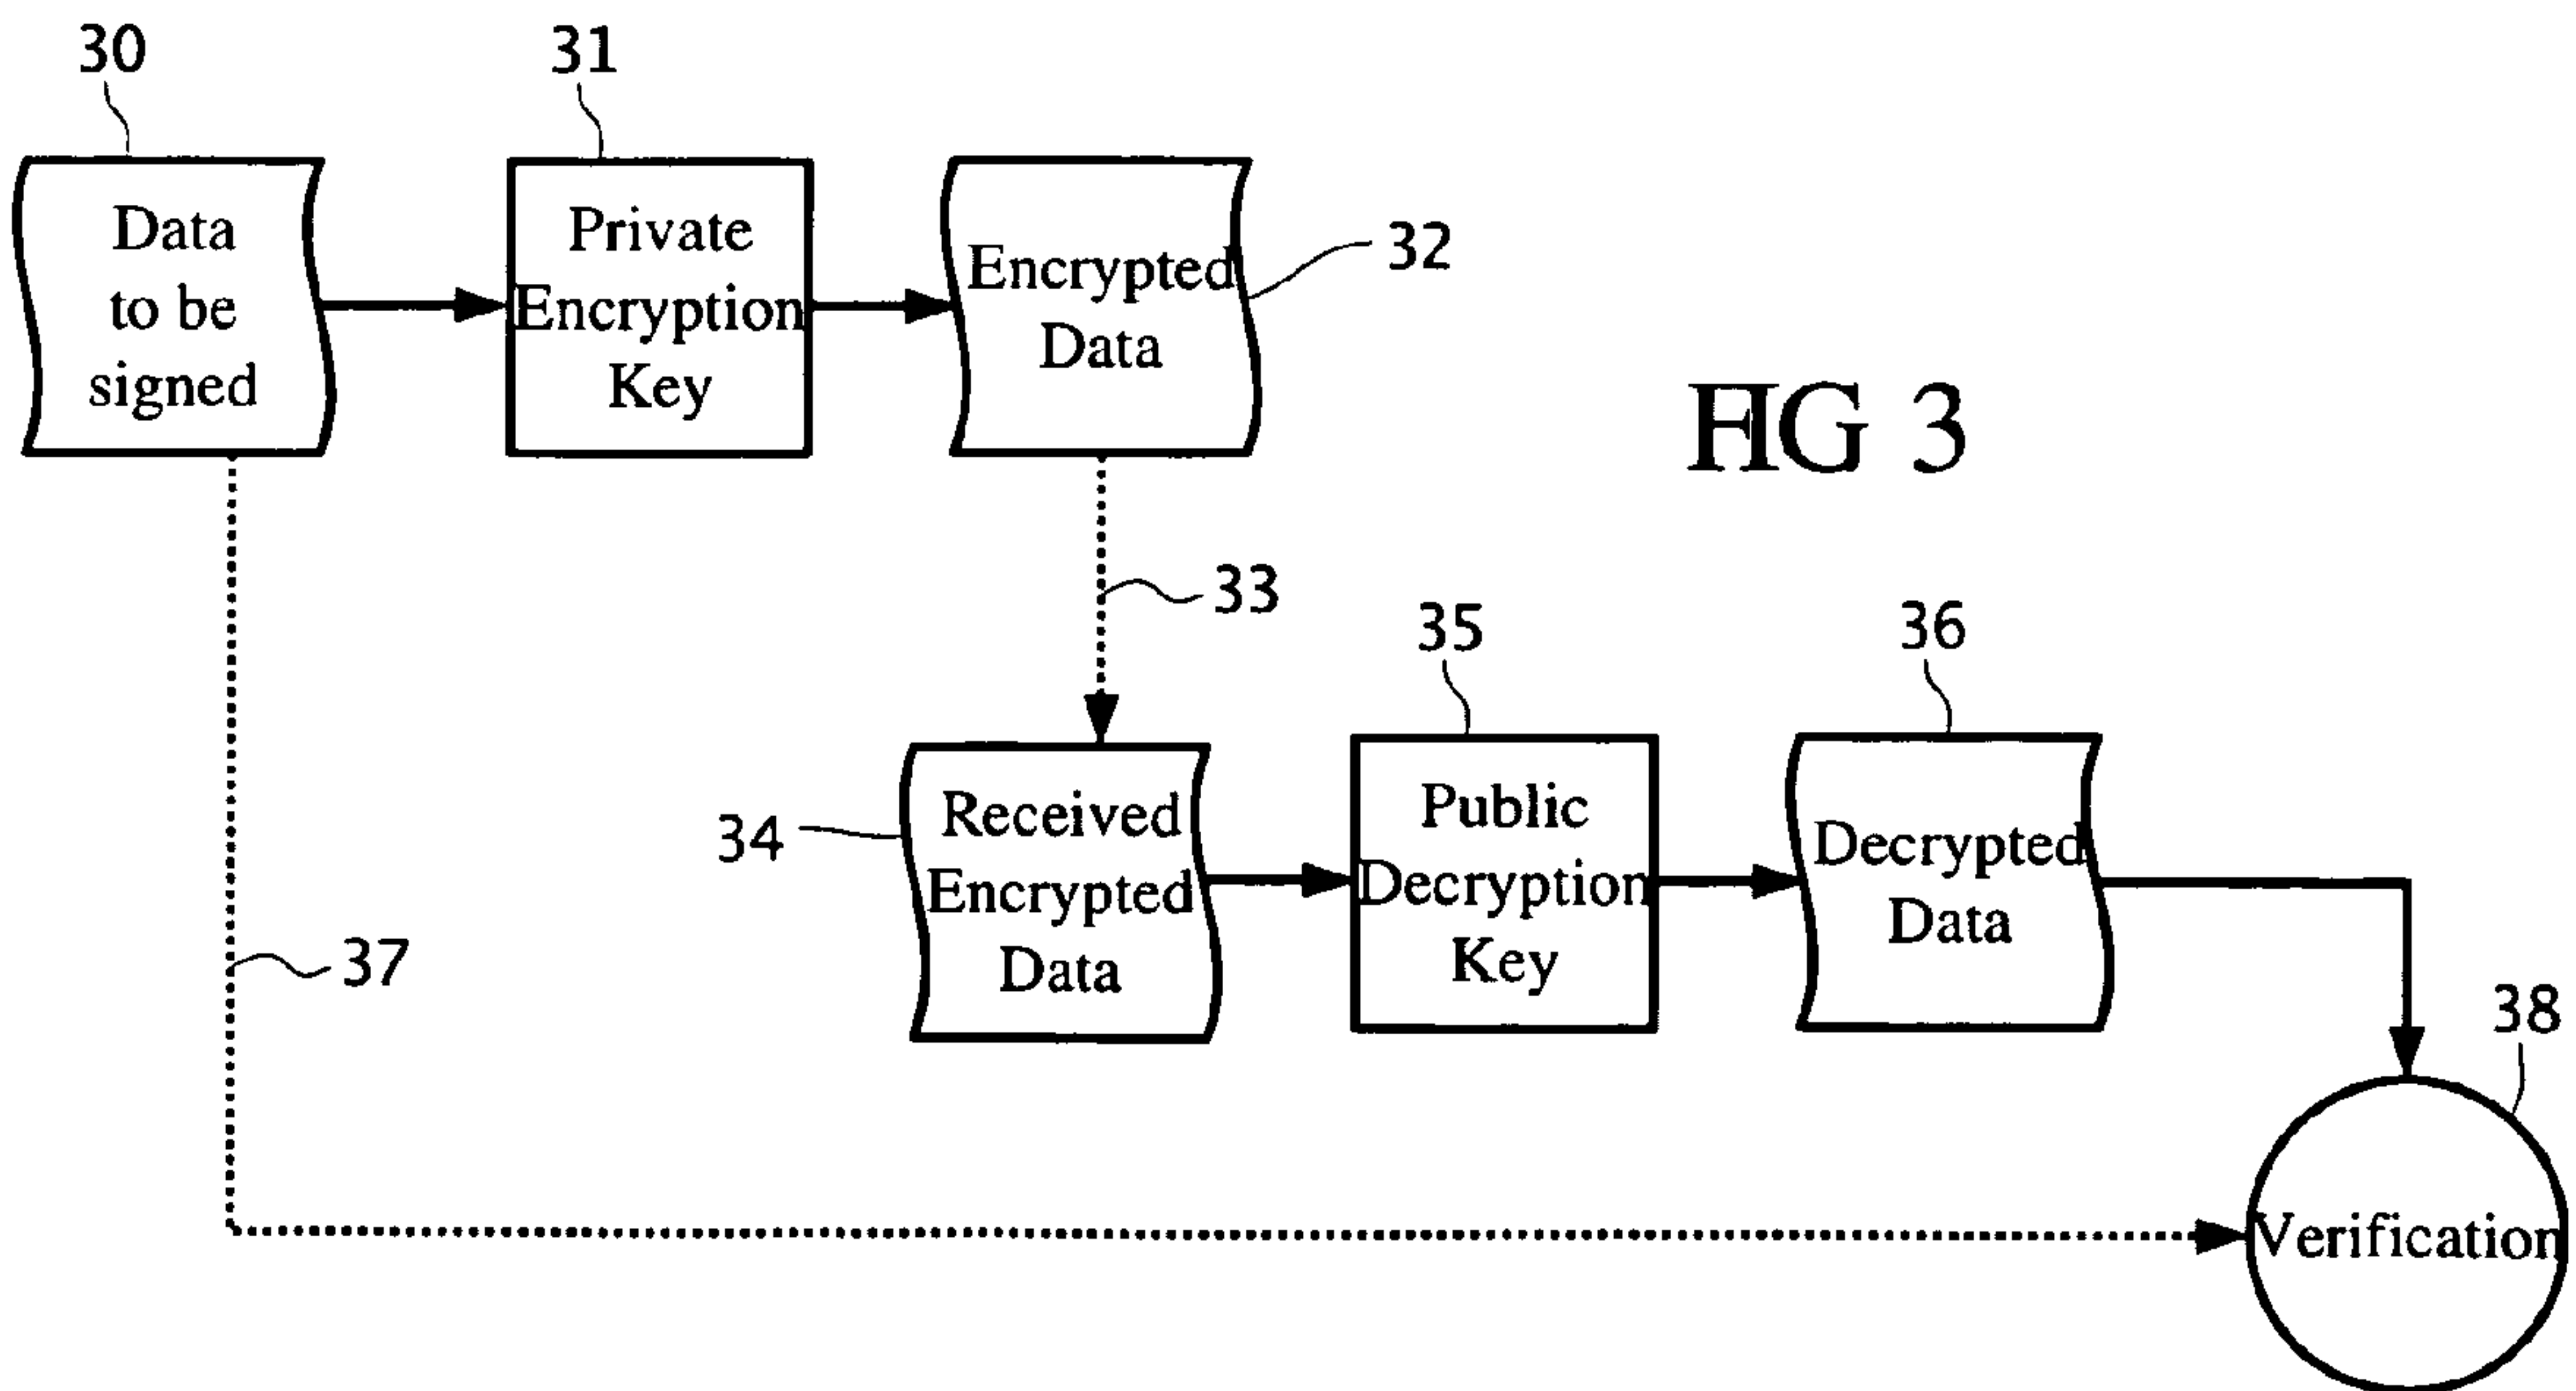 30
31
Data
to be
signed
Private
Encryption
Key
Encrypted
Data
32
FIG 3
33
35
36
34
Received
Encrypted
Data
Public
Decryption
Key
Decrypted
Data
37
38
Verification